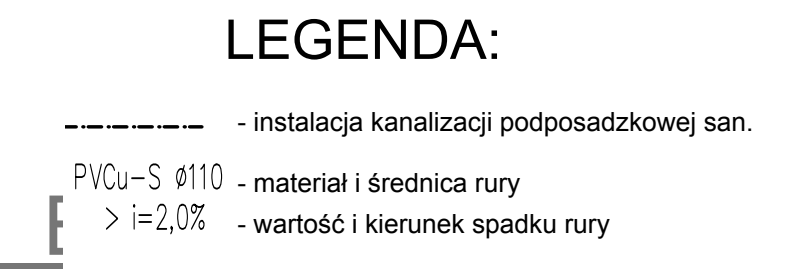 LEGENDA:
- instalacja kanalizacji podposadzkowej san.
PVCu-S ø110 - materiał i średnica rury
> i=2,0% - wartość i kierunek spadku rury